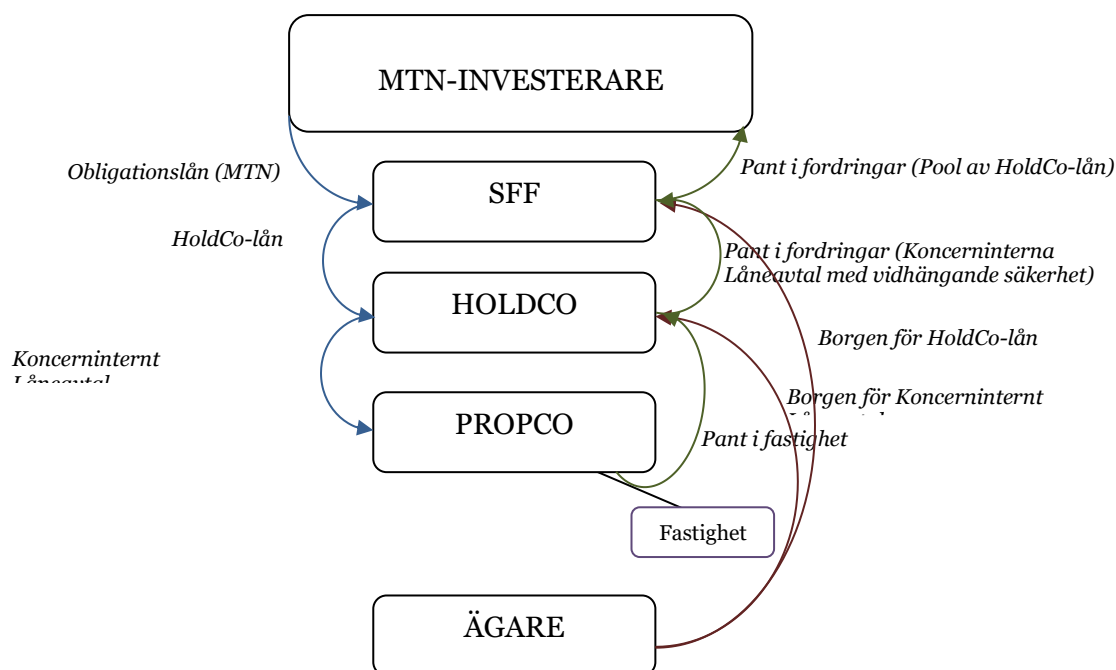 MTN-INVESTERARE
Obligationslån (MTN)
Pant i fordringar (Pool av HoldCo-lån)
SFF
HoldCo-lån
Pant i fordringar (Koncerninterna
Låneavtal med vidhängande säkerhet)
HOLDCO
Borgen för HoldCo-lån
Koncerninternt
Borgen för Koncerninternt
PROPCO
Pant i fastighet
Fastighet
ÄGARE